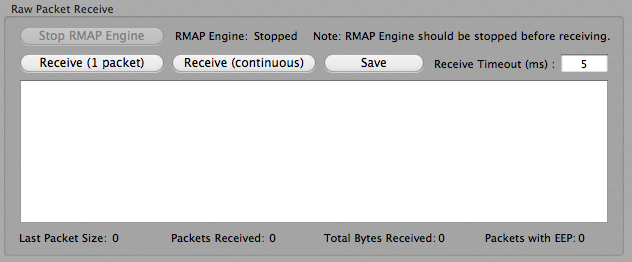 Raw Packet Receive
Stop RMAP Engine RMAP Engine: Stopped Note: RMAP Engine should be stopped before receiving.
Receive (1 packet) Receive (continuous) Save Receive Timeout (ms) : 5
Last Packet Size: 0 Packets Received: 0 Total Bytes Received: 0 Packets with EEP: 0